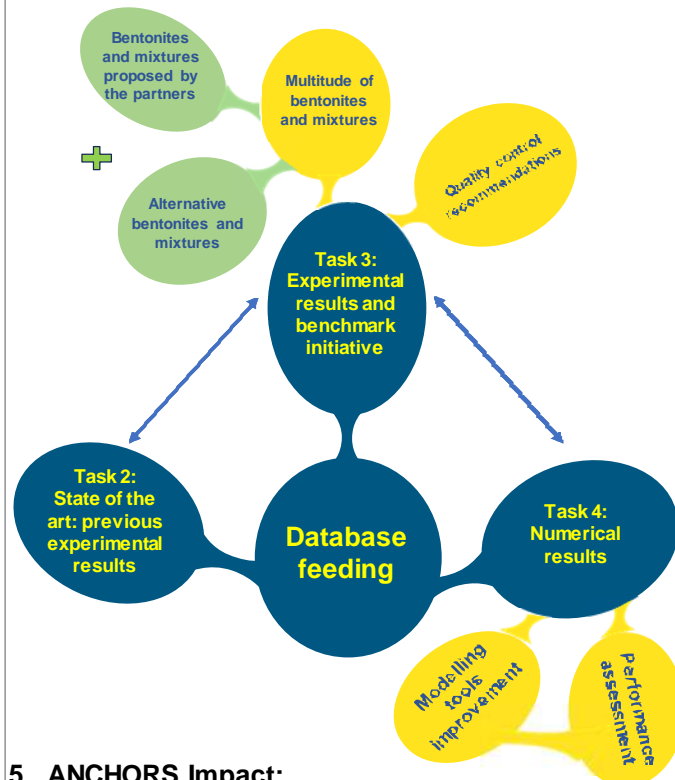 Bentonites
and mixtures
proposed by
the partners
Multitude of
bentonites
and mixtures
Quality control
recommendations
Alternative
bentonites and
mixtures
Task 3:
Experimental
results and
benchmark
initiative
Task 2:
State of the
art: previous
experimental
results
Database
feeding
Task 4:
Numerical
results
Modelling
tools
improvement
Performance
assessment
5. ANCHORS Impact: